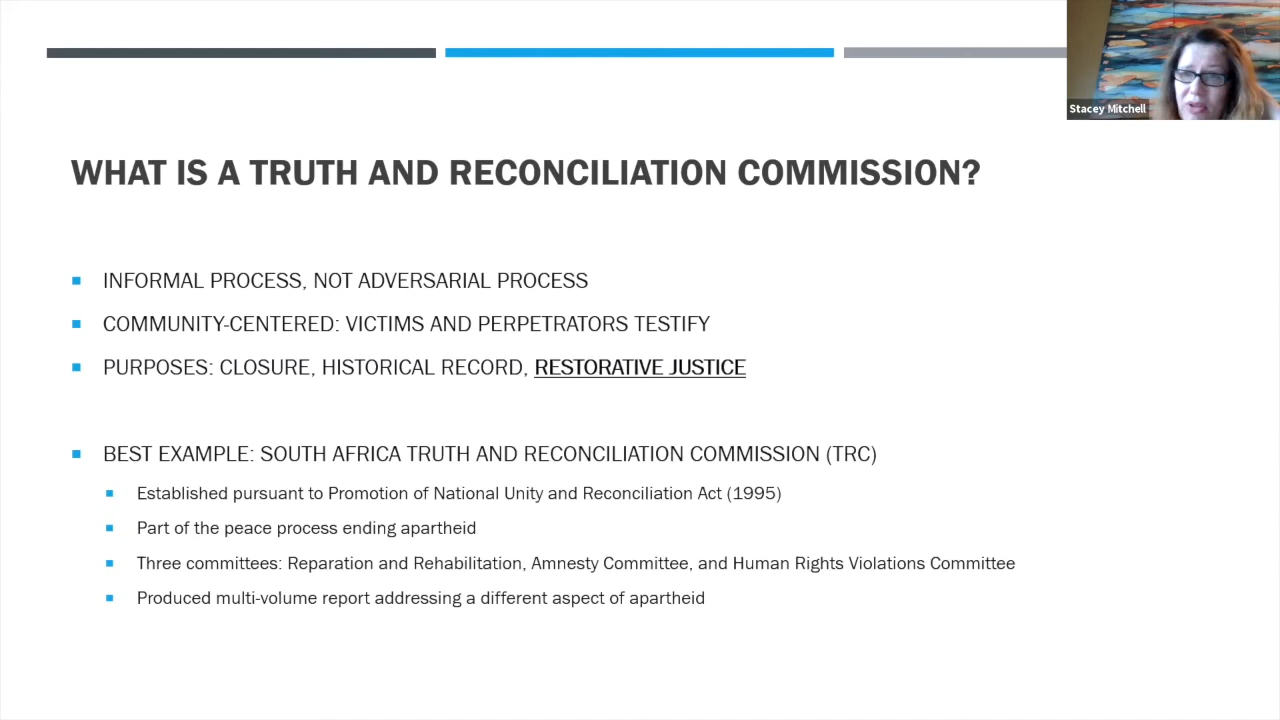 Stacey Mitchell
WHAT IS A TRUTH AND RECONCILIATION COMMISSION?
INFORMAL PROCESS, NOT ADVERSARIAL PROCESS
COMMUNITY-CENTERED: VICTIMS AND PERPETRATORS TESTIFY
PURPOSES: CLOSURE, HISTORICAL RECORD, RESTORATIVE JUSTICE
BEST EXAMPLE: SOUTH AFRICA TRUTH AND RECONCILIATION COMMISSION (TRC)
Established pursuant to Promotion of National Unity and Reconciliation Act (1995)
Part of the peace process ending apartheid
Three committees: Reparation and Rehabilitation, Amnesty Committee, and Human Rights Violations Committee
Produced multi-volume report addressing a different aspect of apartheid